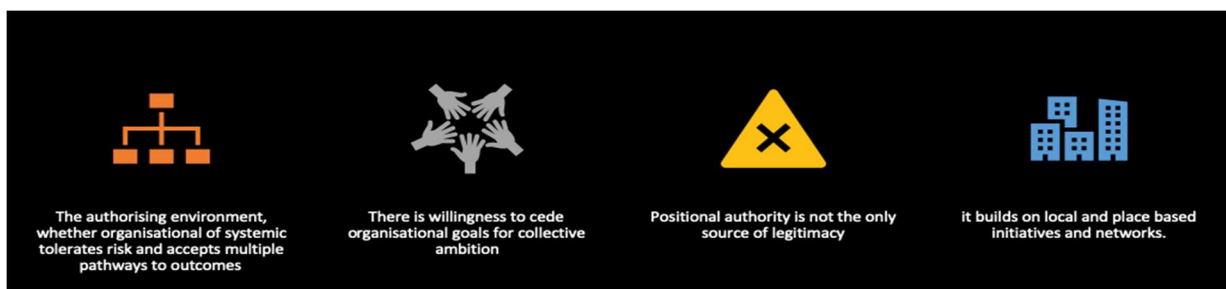 The authorising environment,
whether organisational of systemic
tolerates risk and accepts multiple
pathways to outcomes
There is willingness to cede
organisational goals for collective
ambition
Positional authority is not the only
source of legitimacy
it builds on local and place based
initiatives and networks.